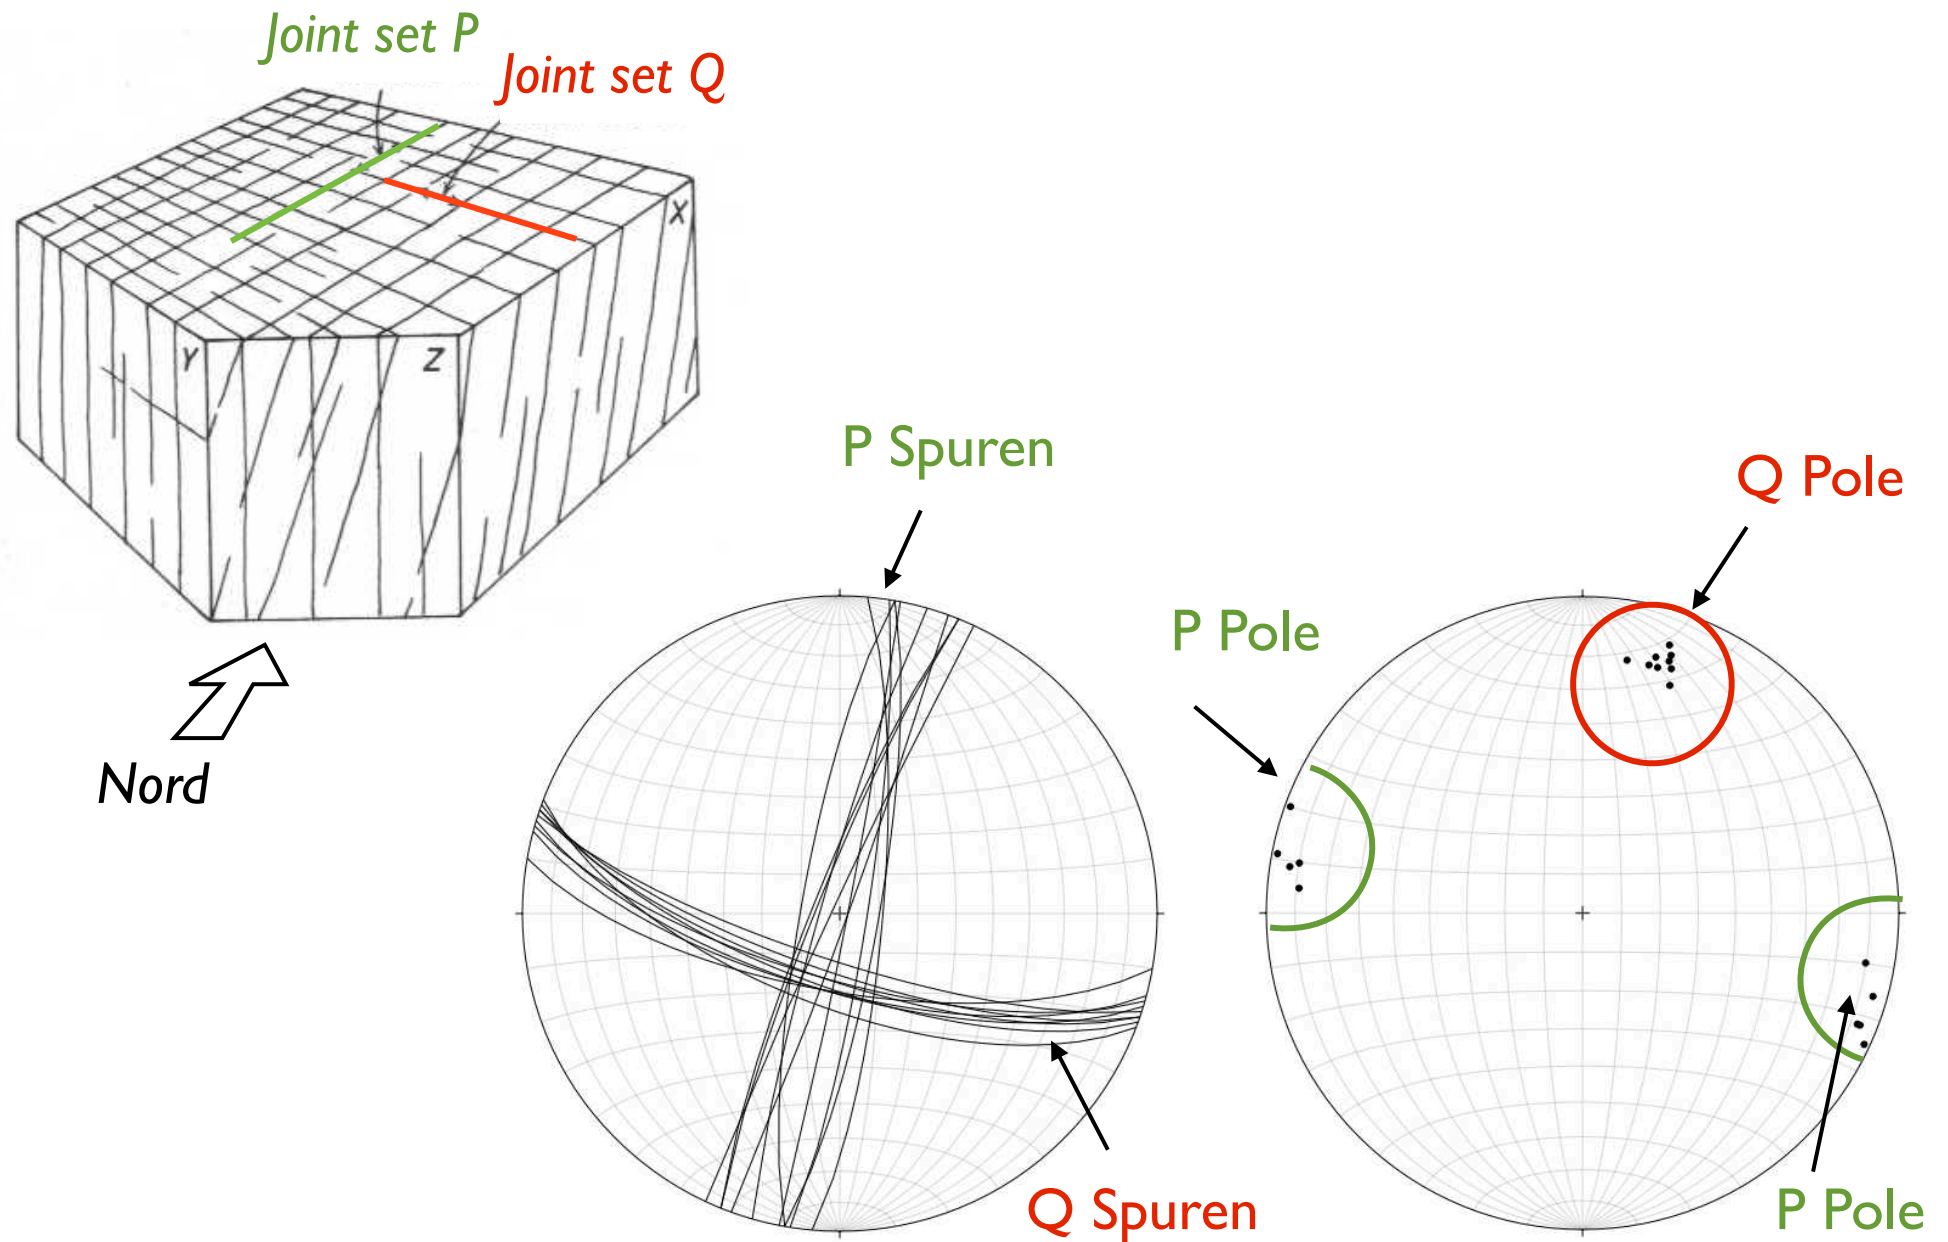 Joint set P
Joint set Q
X
Y
Z
Nord
P Spuren
Q Pole
P Pole
Q Spuren
P Pole